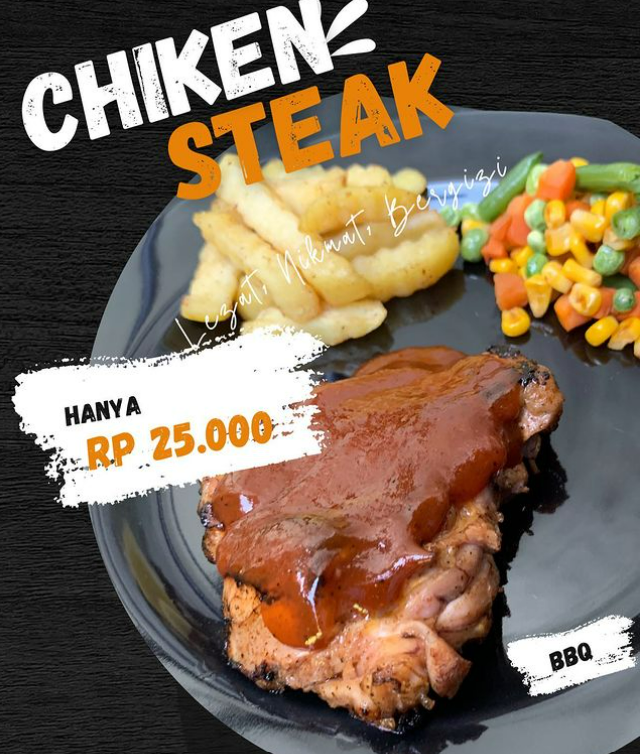 CHIKEN
STEAK
Lezat, Nikmat, Bergizi
HANYA
RP 25.000
BBQ